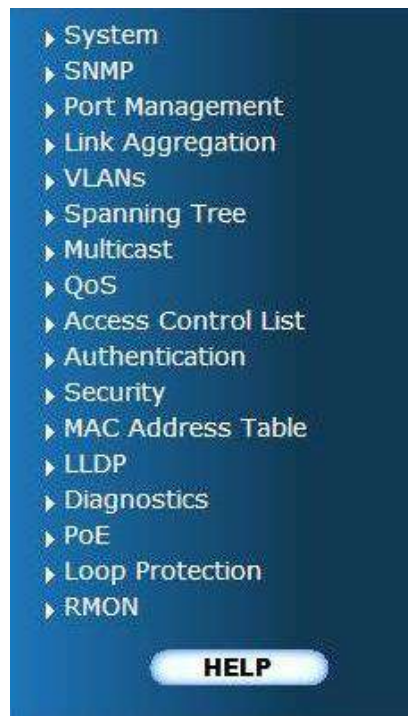 System
SNMP
Port Management
Link Aggregation
VLANs
Spanning Tree
Multicast
QoS
Access Control List
Authentication
Security
MAC Address Table
LLDP
Diagnostics
PoE
Loop Protection
RMON
HELP